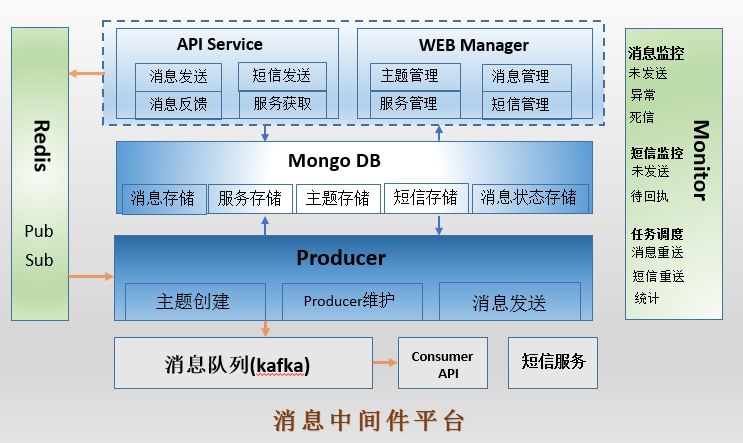 Redis
Pub
Sub
API Service
消息发送
短信发送
消息反馈
服务获取
WEB Manager
主题管理
消息管理
服务管理
短信管理
Mongo DB
消息存储
服务存储
主题存储
短信存储
消息状态存储
Producer
主题创建
Producer维护
消息发送
消息队列(kafka)
Consumer
API
短信服务
Monitor
消息监控
未发送
异常
死信
短信监控
未发送
待回执
任务调度
消息重送
短信重送
统计
消息中间件平台